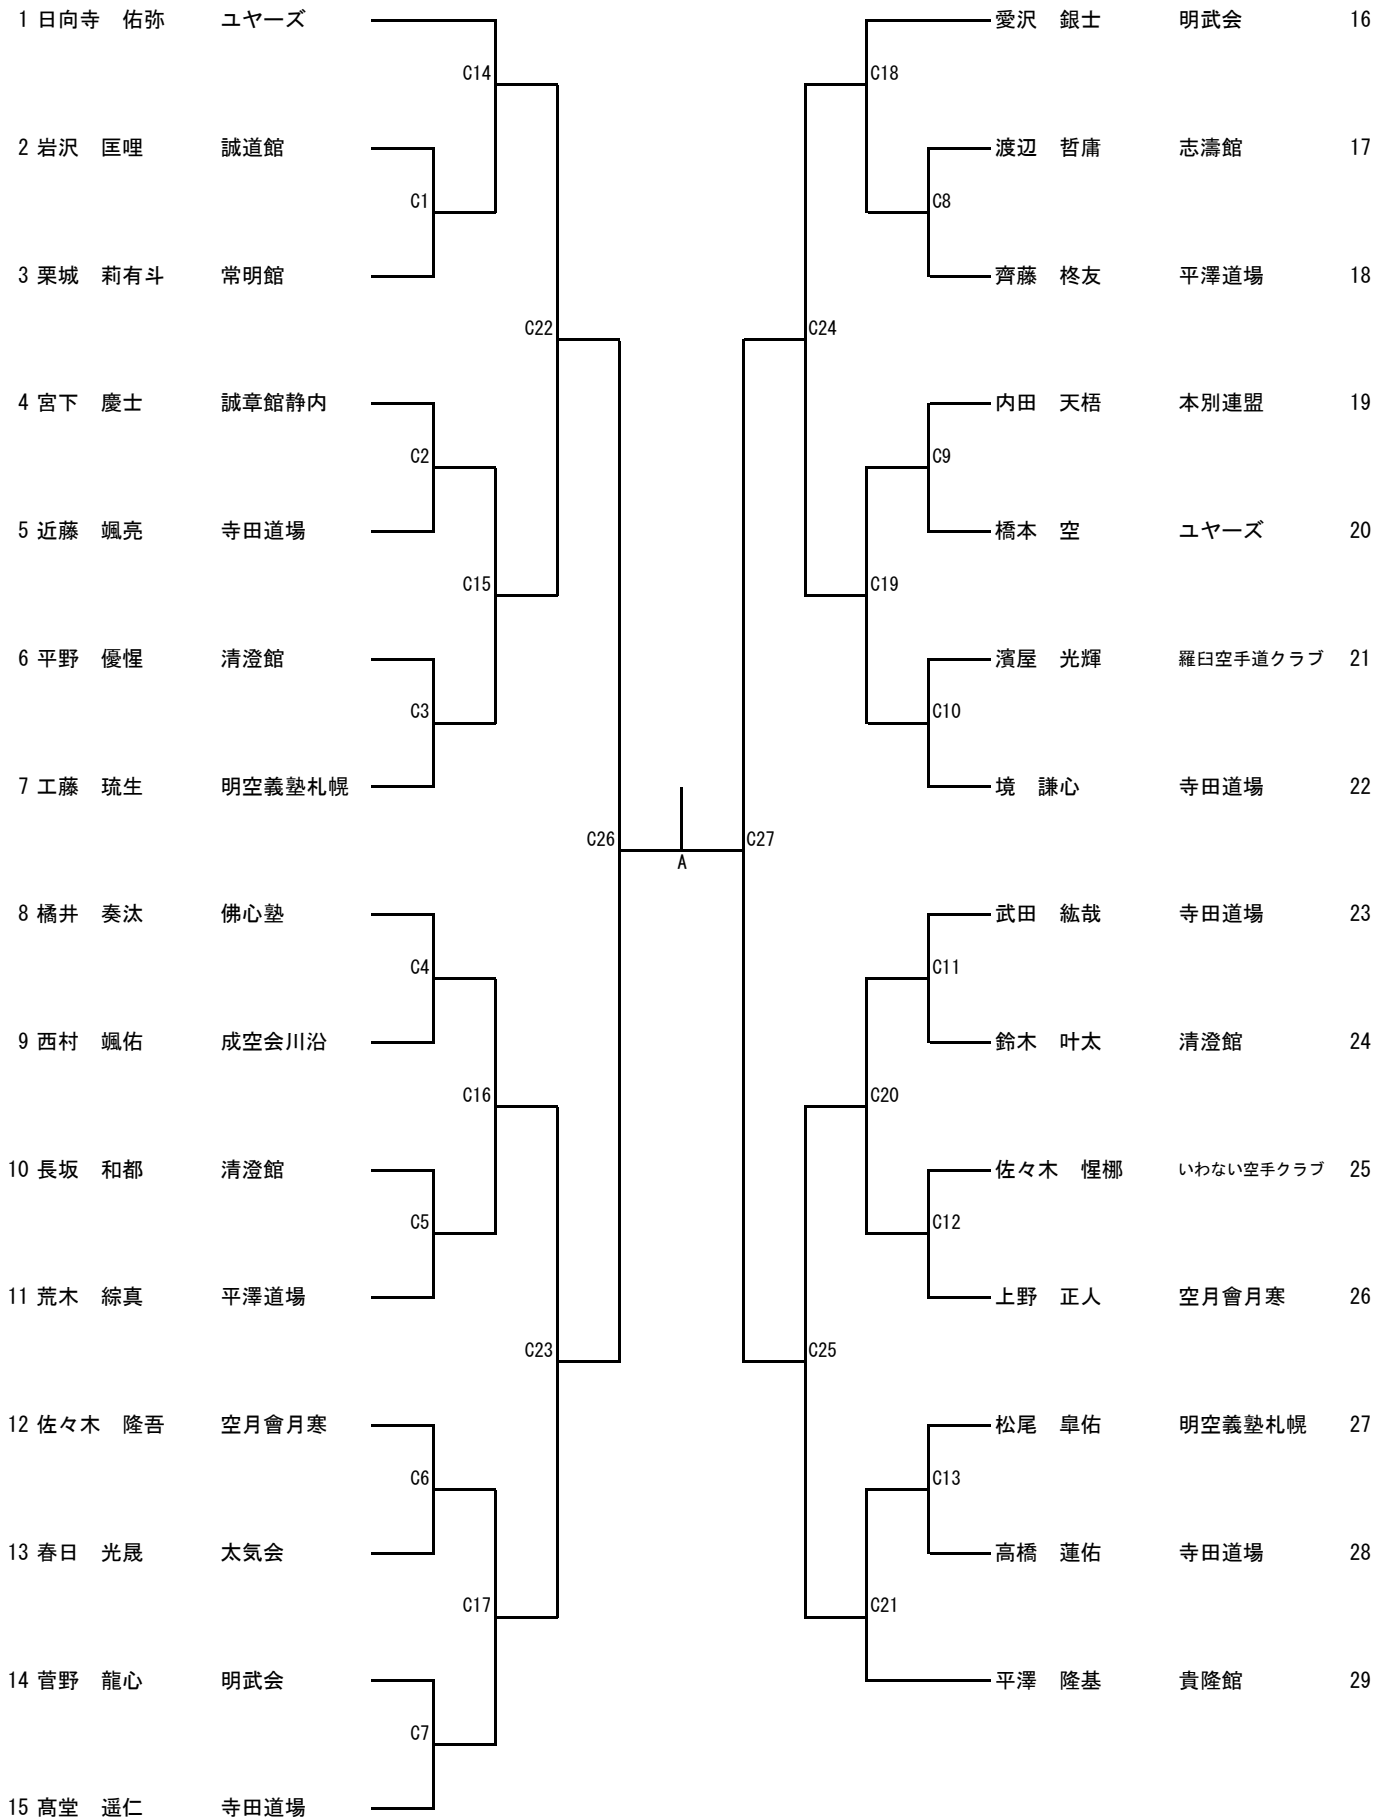 1 日向寺　佑弥 ユヤーズ
C14
2 岩沢　匡哩 誠道館
C1
3 栗城　莉有斗 常明館
C22
4 宮下　慶士 誠章館静内
C2
5 近藤　颯亮 寺田道場
C15
6 平野　優惺 清澄館
C3
7 工藤　琉生 明空義塾札幌
C26
8 橘井　奏汰 佛心塾
C4
9 西村　颯佑 成空会川沿
C16
10 長坂　和都 清澄館
C5
11 荒木　綜真 平澤道場
C23
12 佐々木　隆吾 空月會月寒
C6
13 春日　光晟 太気会
C17
14 菅野　龍心 明武会
C7
15 髙堂　遥仁 寺田道場
A
愛沢　銀士 明武会 16
C18
渡辺　哲庸 志濤館 17
C8
齊藤　柊友 平澤道場 18
C24
内田　天梧 本別連盟 19
C9
橋本　空 ユヤーズ 20
C19
濱屋　光輝 羅臼空手道クラブ 21
C10
境　謙心 寺田道場 22
C27
武田　紘哉 寺田道場 23
C11
鈴木　叶太 清澄館 24
C20
佐々木　惺梛 いわない空手クラブ 25
C12
上野　正人 空月會月寒 26
C25
松尾　皐佑 明空義塾札幌 27
C13
高橋　蓮佑 寺田道場 28
C21
平澤　隆基 貴隆館 29